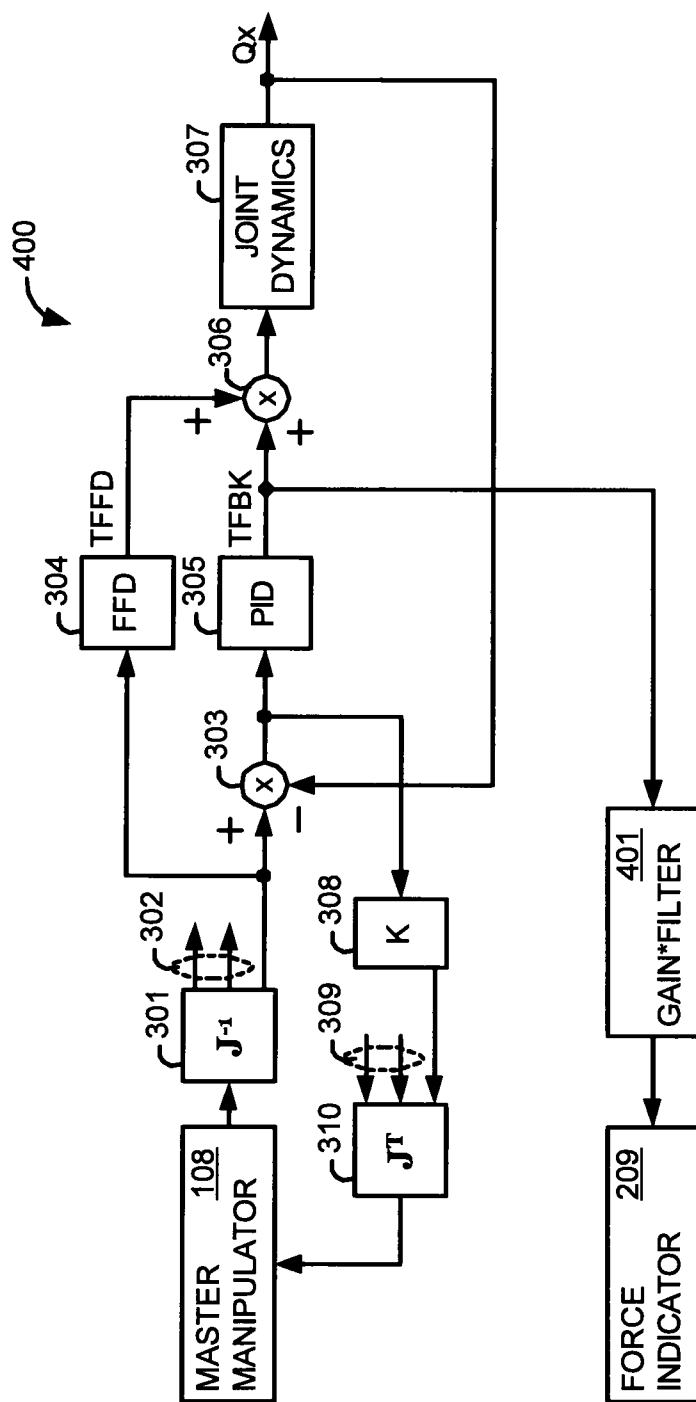 400
MASTER
MANIPULATOR
108
301
J-1
302
+
-
303
X
304
FFD
TFFD
305
PID
TFBK
+
+
306
X
307
JOINT
DYNAMICS
Qx
308
K
309
310
JT
FORCE
INDICATOR
209
401
GAIN*FILTER